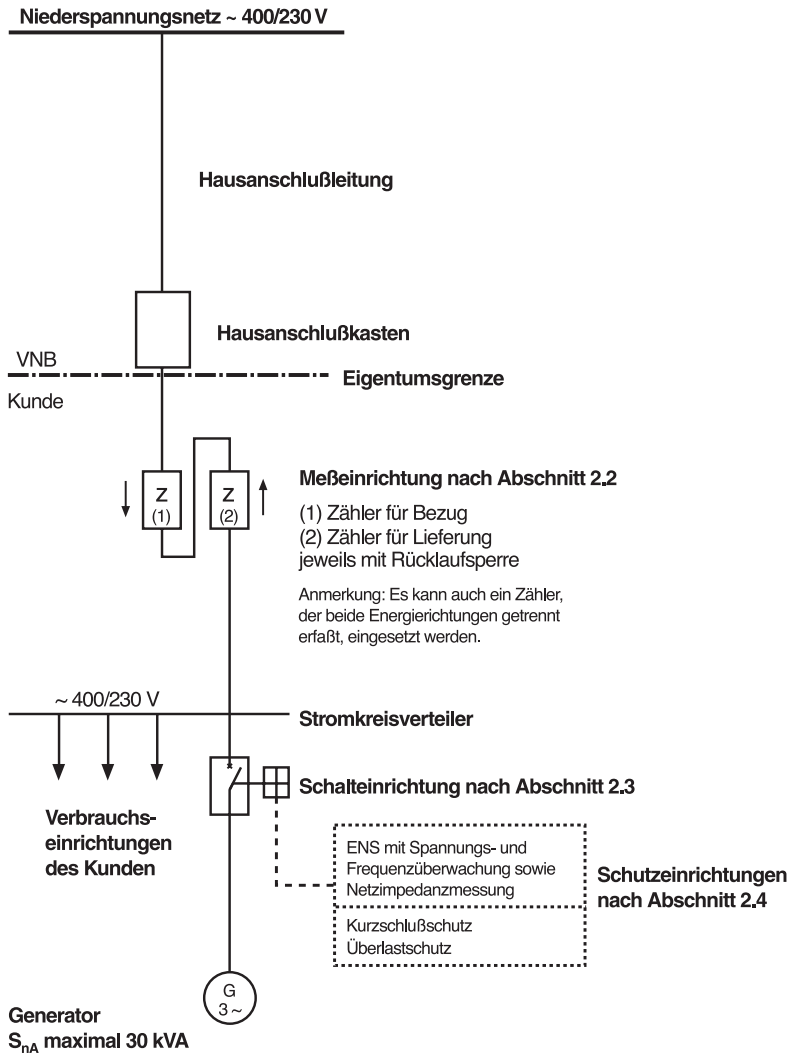 Niederspannungsnetz ~ 400/230 V
Hausanschlußleitung
Hausanschlußkasten
VNB
Eigentumsgrenze
Kunde
Meßeinrichtung nach Abschnitt 2.2
Z
(1)
Z
(2)
(1) Zähler für Bezug
(2) Zähler für Lieferung
jeweils mit Rücklaufsperre
Anmerkung: Es kann auch ein Zähler,
der beide Energierichtungen getrennt
erfaßt, eingesetzt werden.
~ 400/230 V
Stromkreisverteiler
Schalteinrichtung nach Abschnitt 2.3
Verbrauchs-
einrichtungen
des Kunden
ENS mit Spannungs- und
Frequenzüberwachung sowie
Netzimpedanzmessung
Kurzschlußschutz
Überlastschutz
Schutzeinrichtungen
nach Abschnitt 2.4
G
3 ~
Generator
SnA maximal 30 kVA